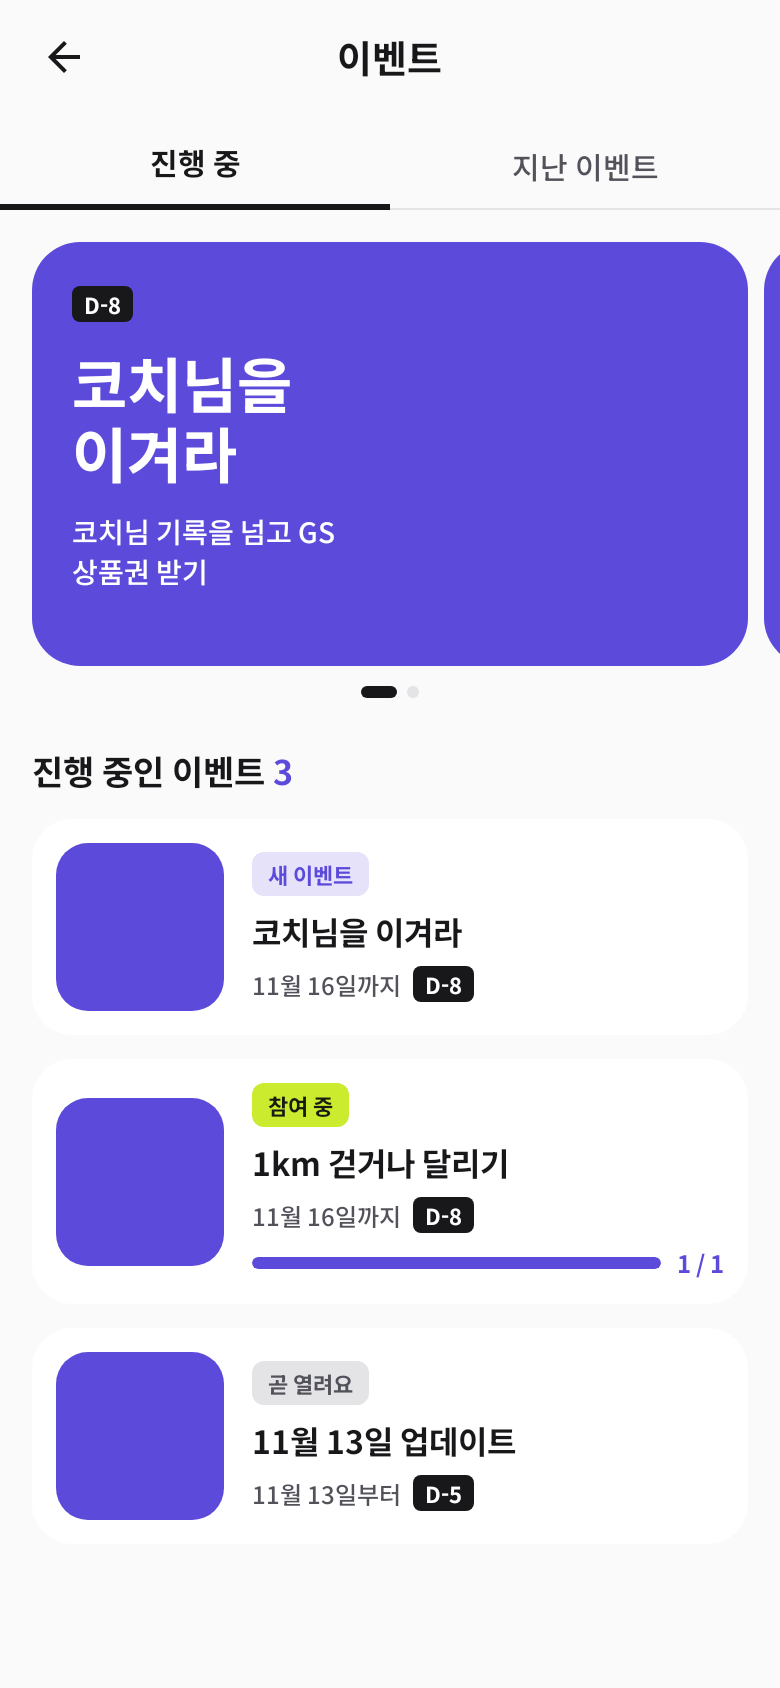 이벤트
진행 중
지난 이벤트
D-8
코치님을
이겨라
코치님 기록을 넘고 GS
상품권 받기
진행 중인 이벤트 3
새 이벤트
코치님을 이겨라
11월 16일까지 D-8
참여 중
1km 걷거나 달리기
11월 16일까지 D-8
1 / 1
곧 열려요
11월 13일 업데이트
11월 13일부터 D-5